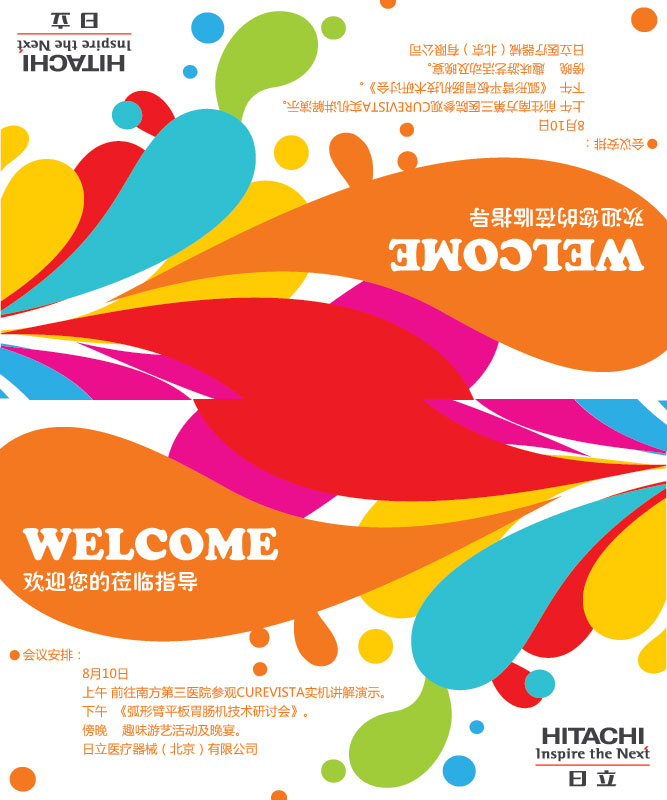 日立
Inspire the Next
HITACHI
日立医疗器械（北京）有限公司
傍晚 趣味游艺活动及晚宴。
下午 《弧形臂平板胃肠机技术研讨会》。
上午 前往南方第三医院参观CUREVISTA实机讲解演示。
8月10日
会议安排：
欢迎您的莅临指导
WELCOME
WELCOME
欢迎您的莅临指导
会议安排：
8月10日
上午 前往南方第三医院参观CUREVISTA实机讲解演示。
下午 《弧形臂平板胃肠机技术研讨会》。
傍晚 趣味游艺活动及晚宴。
日立医疗器械（北京）有限公司
HITACHI
Inspire the Next
日立